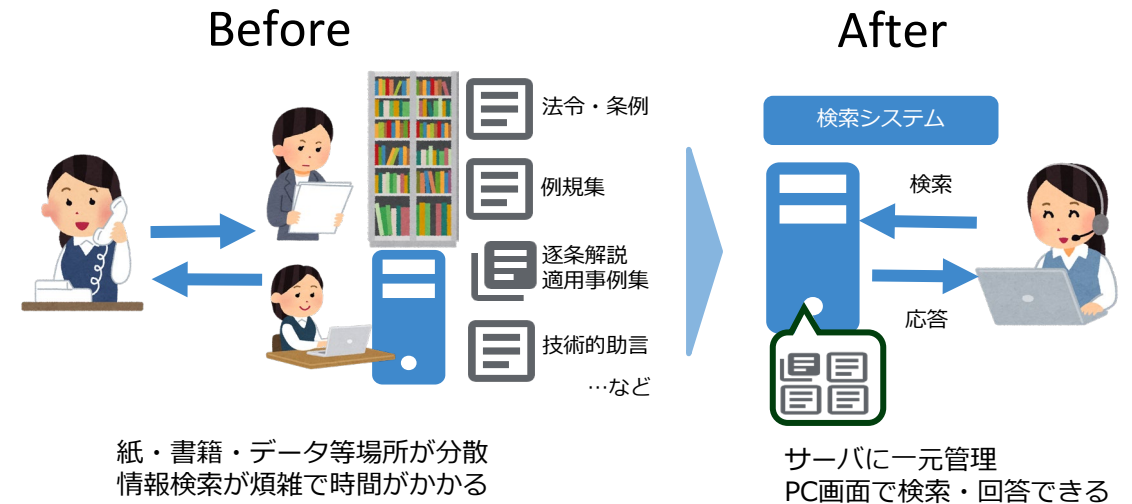 Before
法令・条例
例規集
逐条解説
適用事例集
技術的助言
…など
紙・書籍・データ等場所が分散
情報検索が煩雑で時間がかかる
After
検索システム
検索
応答
サーバに一元管理
PC画面で検索・回答できる